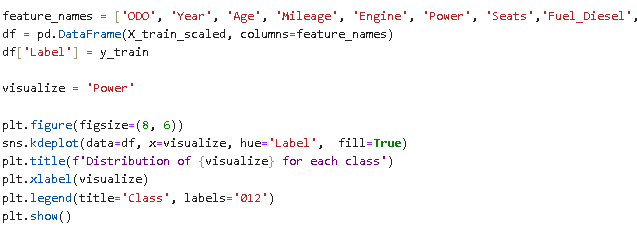 feature_names = ['ODO', 'Year', 'Age', 'Mileage', 'Engine', 'Power', 'Seats','Fuel_Diesel',
df = pd.DataFrame(X_train_scaled, columns=feature_names)
df['Label'] = y_train
visualize = 'Power'
plt.figure(figsize=(8, 6))
sns.kdeplot(data=df, x=visualize, hue='Label',  fill=True)
plt.title(f'Distribution of {visualize} for each class')
plt.xlabel(visualize)
plt.legend(title='Class', labels='012')
plt.show()